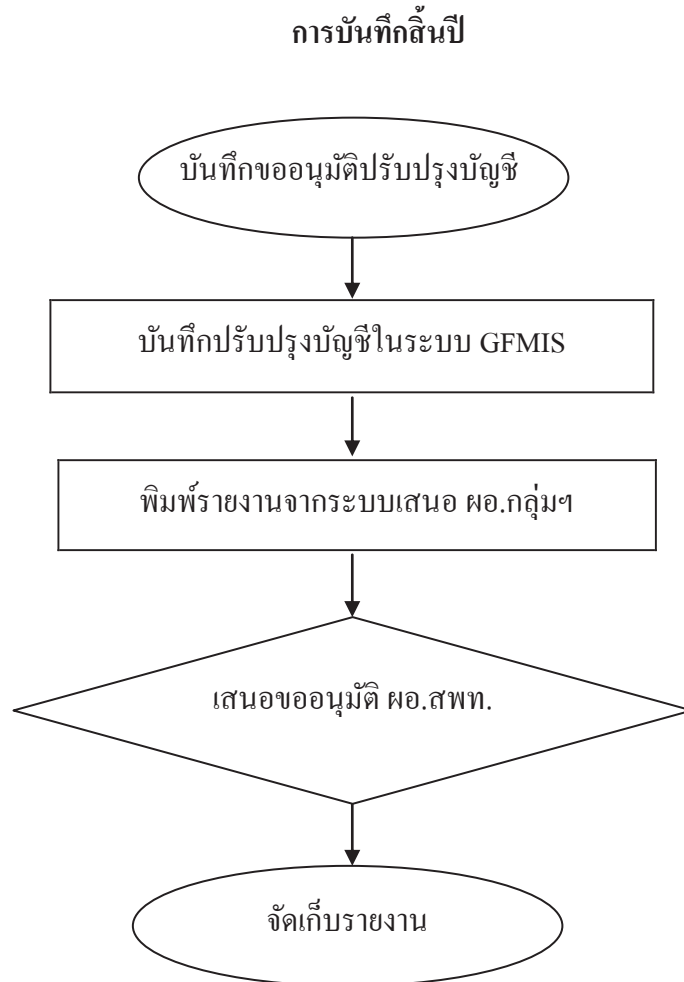 การบันทึกสิ้นปี
บันทึกขออนุมัติปรับปรุงบัญชี
บันทึกปรับปรุงบัญชีในระบบ GFMIS
พิมพ์รายงานจากระบบเสนอ ผอ.กลุ่มฯ
เสนอขออนุมัติ ผอ.สพท.
จัดเก็บรายงาน